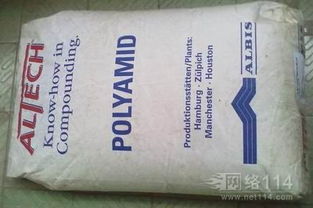 ALTECH
Know-how in
Compounding.
POLYAMID
Produktionsstätten/Plants:
Hamburg · Zülpich
Manchester · Houston
ALBIS
网络114
www.net114.com